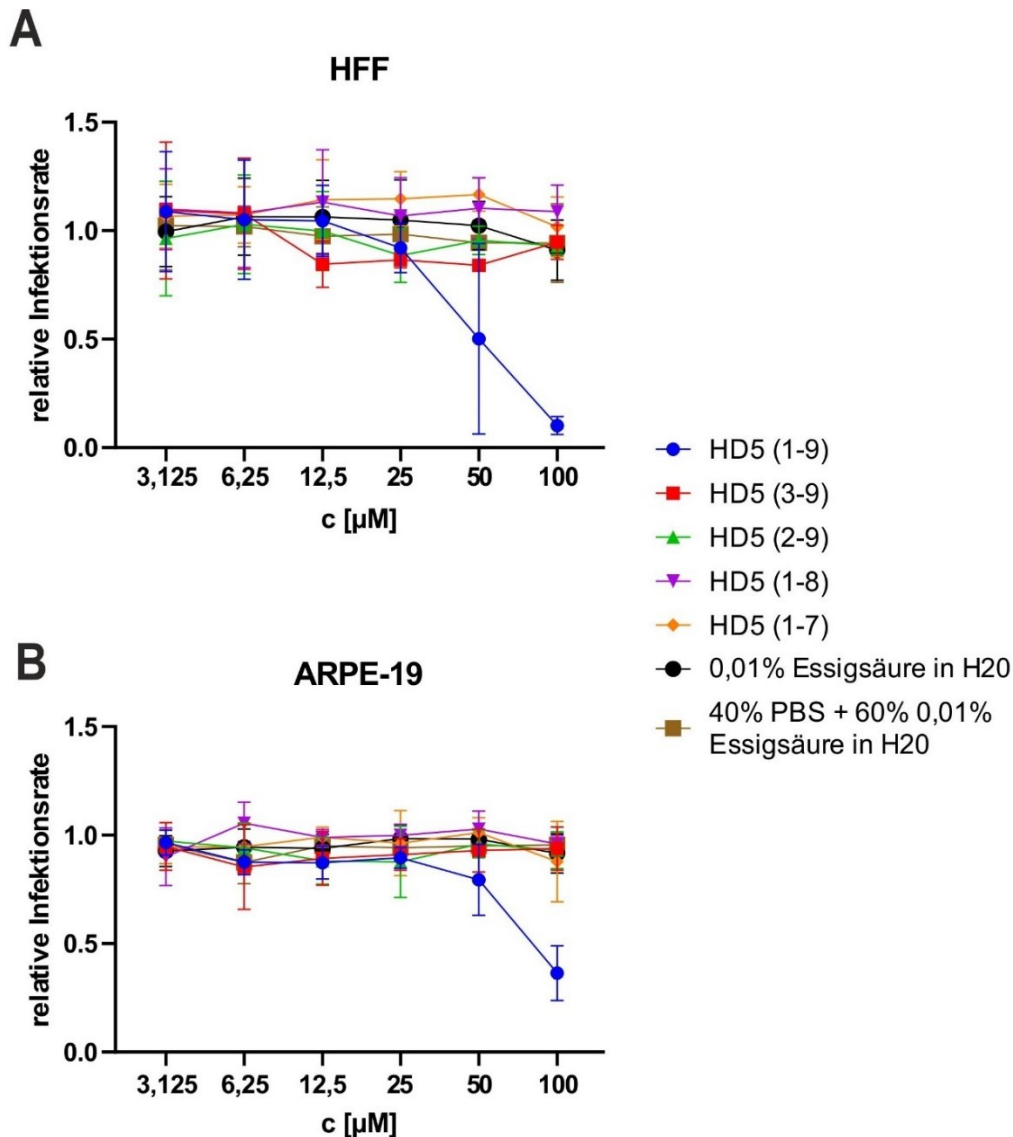 A
HFF
relative Infektionsrate
1.5
1.0
0.5
0.0
3,125 6,25 12,5 25 50 100
c [µM]
HD5 (1-9)
HD5 (3-9)
HD5 (2-9)
HD5 (1-8)
HD5 (1-7)
0,01% Essigsäure in H20
40% PBS + 60% 0,01%
Essigsäure in H20
B
ARPE-19
relative Infektionsrate
1.5
1.0
0.5
0.0
3,125 6,25 12,5 25 50 100
c [µM]